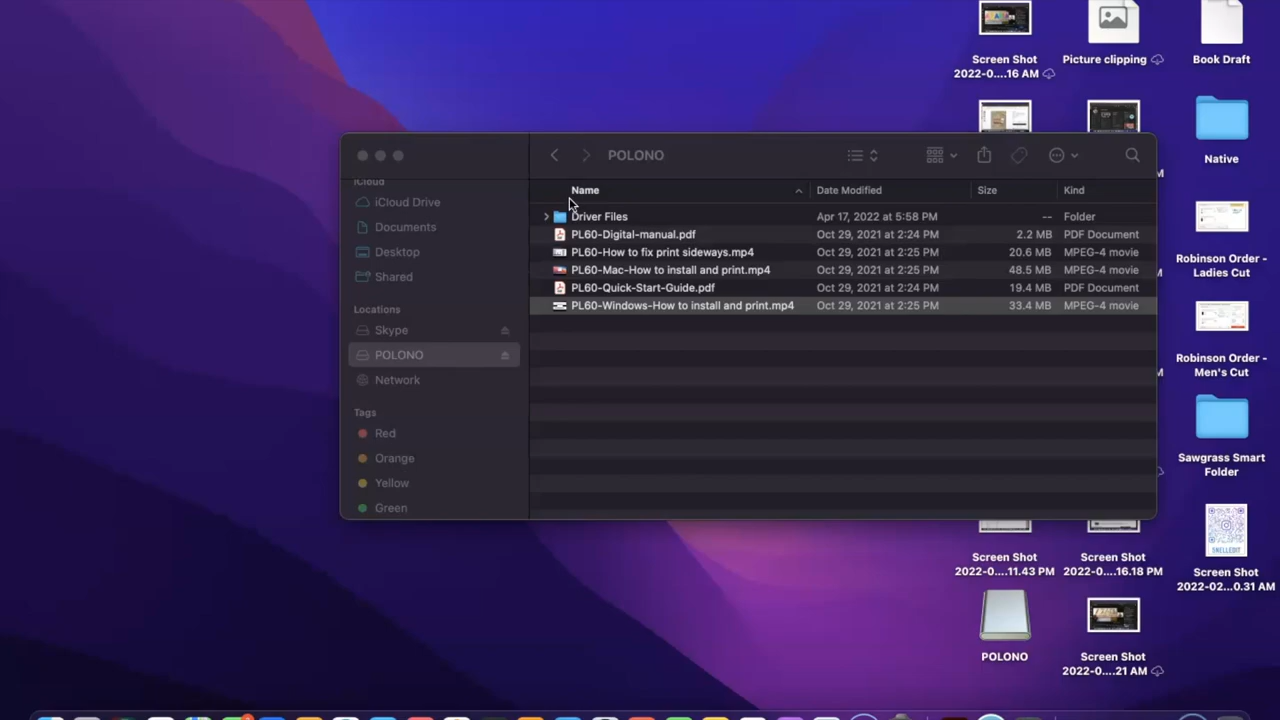 Screen Shot
2022-0....16 AM
Picture clipping
Book Draft
POLONO
iCloud
iCloud Drive
Documents
Desktop
Shared
Locations
Skype
POLONO
Network
Tags
Red
Orange
Yellow
Green
Name Date Modified Size Kind
Driver Files Apr 17, 2022 at 5:58 PM -- Folder
PL60-Digital-manual.pdf Oct 29, 2021 at 2:24 PM 2.2 MB PDF Document
PL60-How to fix print sideways.mp4 Oct 29, 2021 at 2:25 PM 20.6 MB MPEG-4 movie
PL60-Mac-How to install and print.mp4 Oct 29, 2021 at 2:25 PM 48.5 MB MPEG-4 movie
PL60-Quick-Start-Guide.pdf Oct 29, 2021 at 2:24 PM 19.4 MB PDF Document
PL60-Windows-How to install and print.mp4 Oct 29, 2021 at 2:25 PM 33.4 MB MPEG-4 movie
Native
Robinson Order -
Ladies Cut
Robinson Order -
Men's Cut
Sawgrass Smart
Folder
Screen Shot
2022-0....11.43 PM
Screen Shot
2022-0....16.18 PM
SNELLEDIT
Screen Shot
2022-02...0.31 AM
POLONO
Screen Shot
2022-0....21 AM